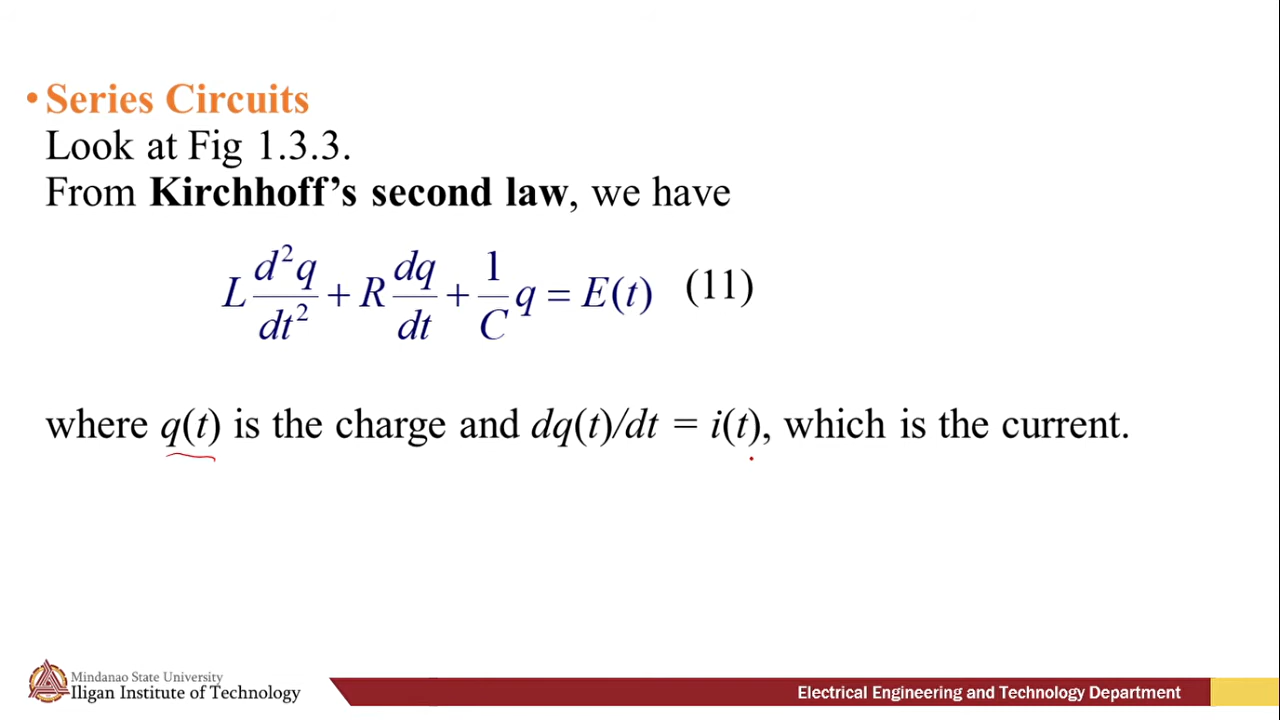 • Series Circuits
Look at Fig 1.3.3.
From Kirchhoff’s second law, we have
L d²q/dt² + R dq/dt + 1/C q = E(t) (11)
where q(t) is the charge and dq(t)/dt = i(t), which is the current.
Mindanao State University
Iligan Institute of Technology
Electrical Engineering and Technology Department